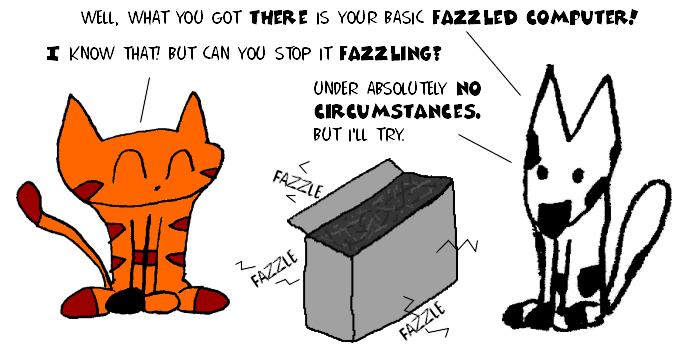 WELL, WHAT YOU GOT THERE IS YOUR BASIC FAZZLED COMPUTER!
I KNOW THAT! BUT CAN YOU STOP IT FAZZLING?
UNDER ABSOLUTELY NO
CIRCUMSTANCES.
BUT I'LL TRY.
FAZZLE
FAZZLE
FAZZLE